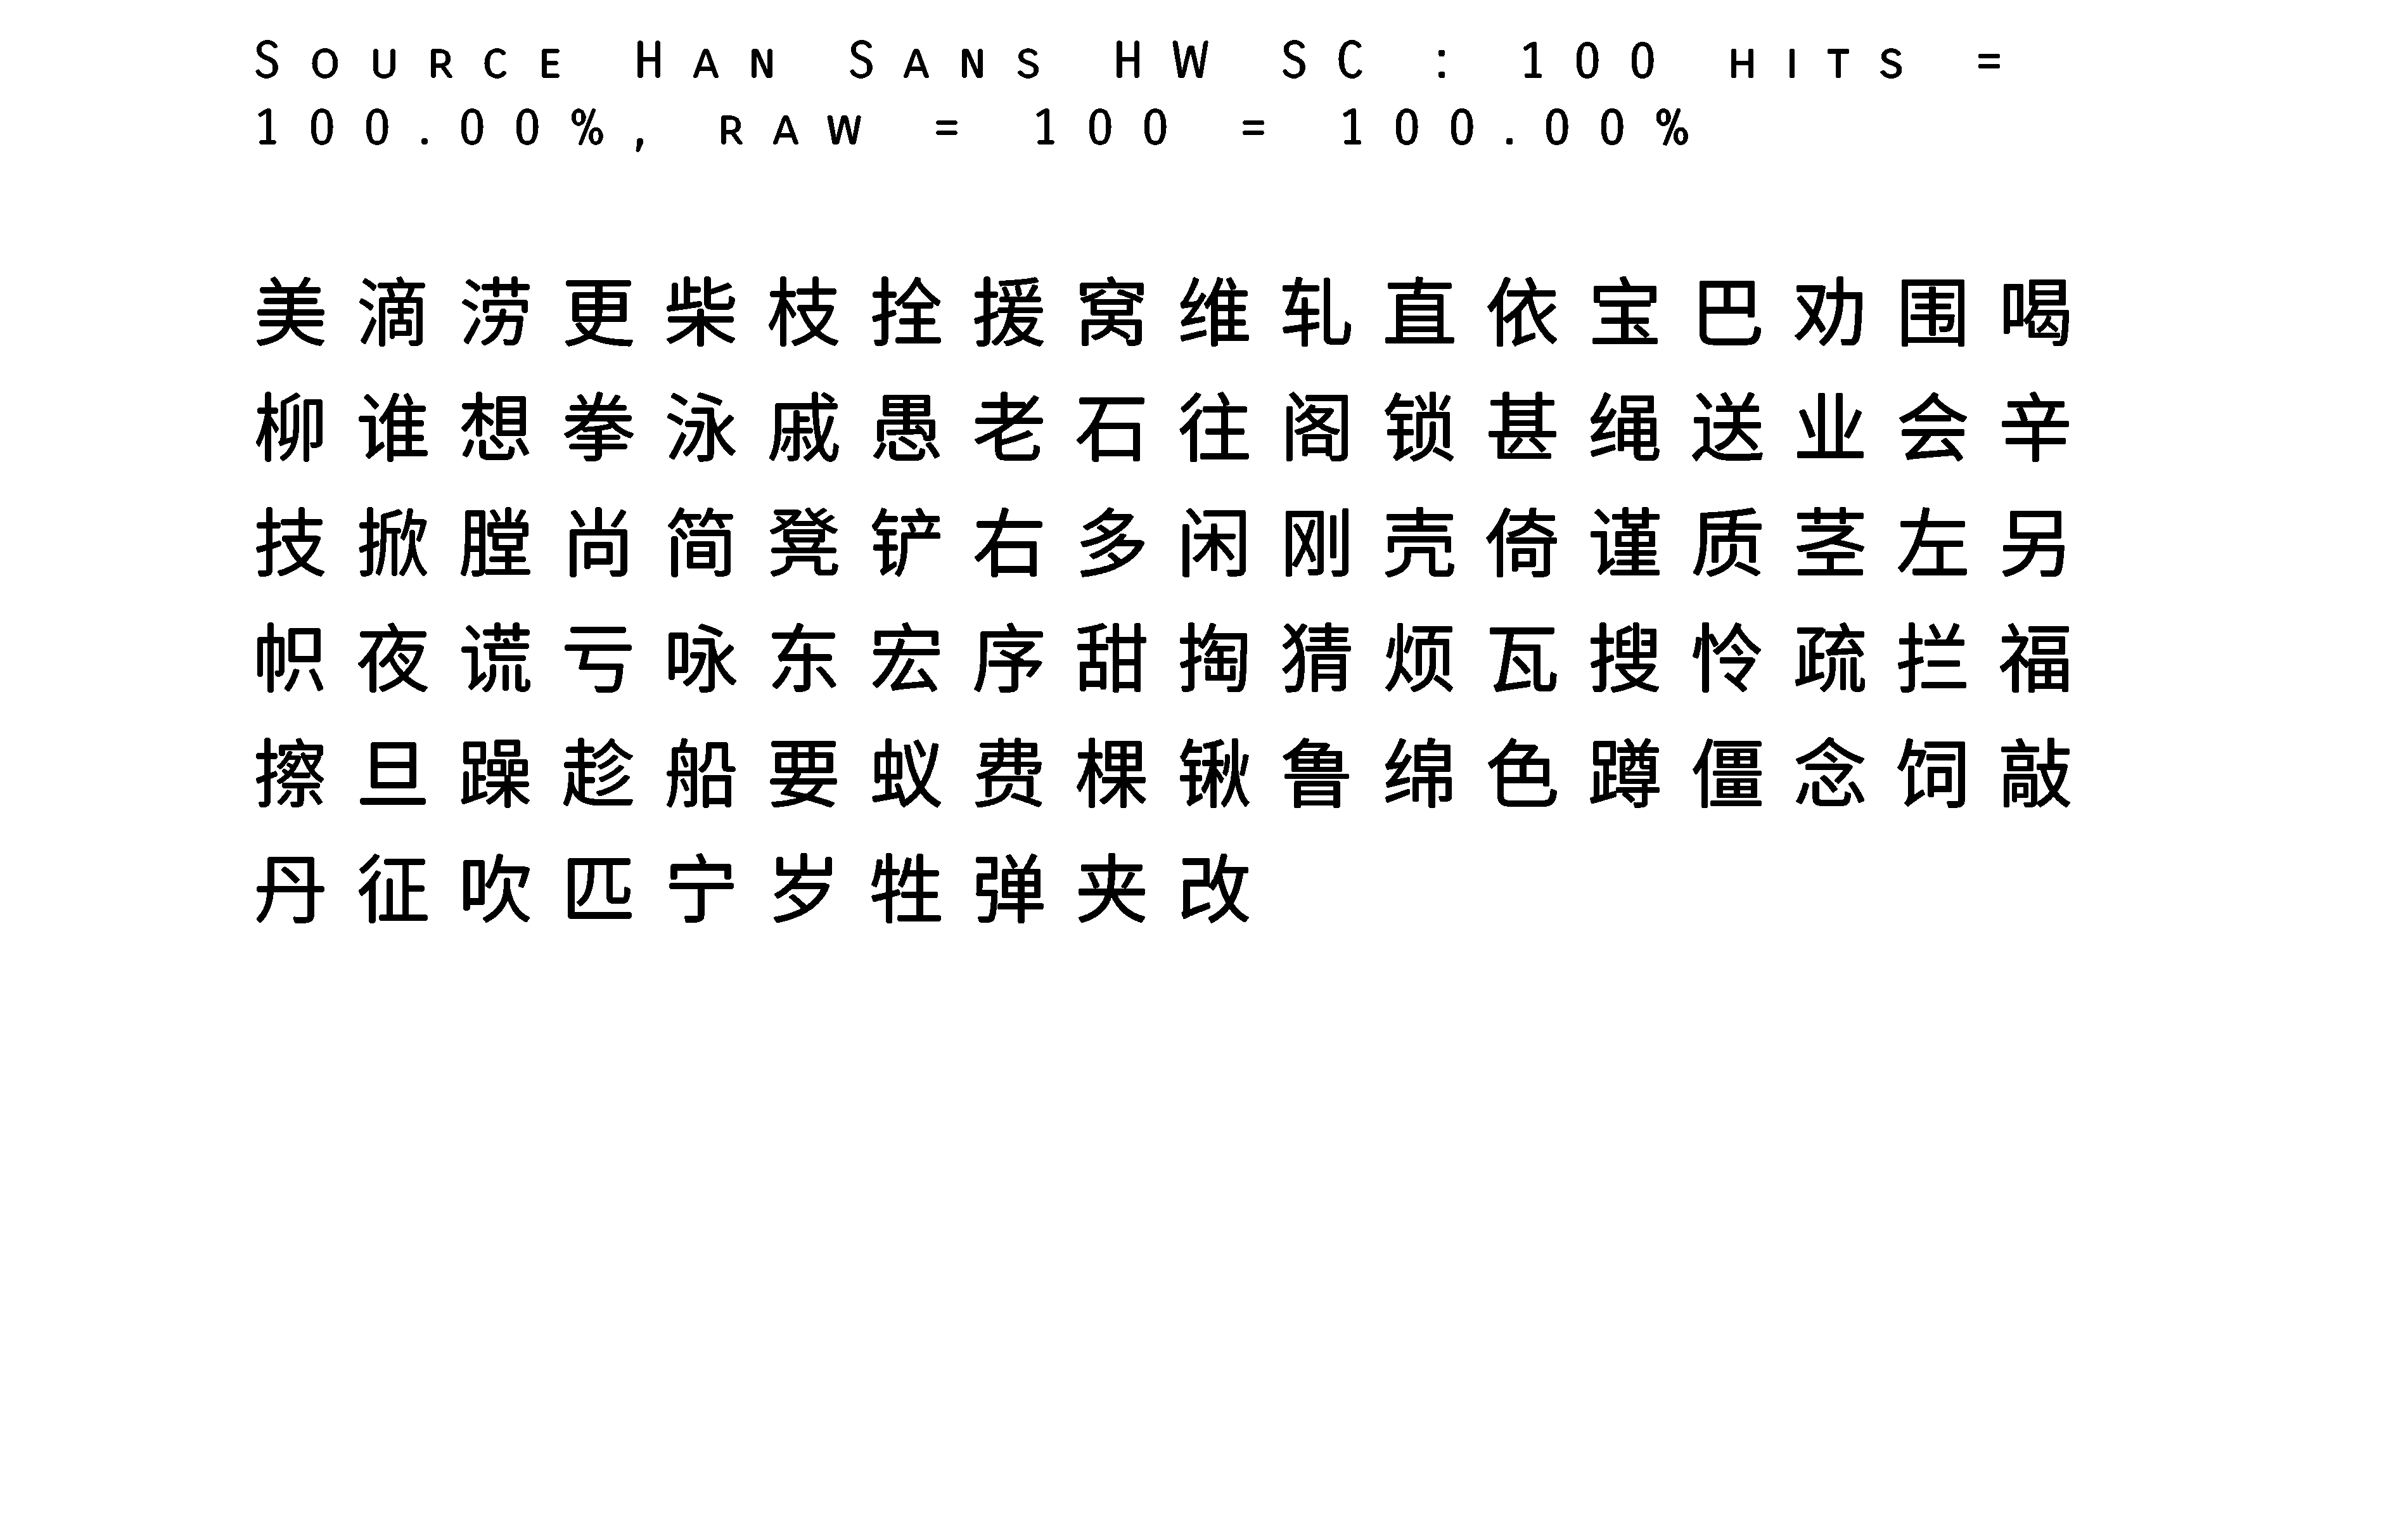 Source Han Sans HW SC : 100 hits =
100.00%, raw = 100 = 100.00%
美滴涝更柴枝拴援窝维轧直依宝巴劝围喝
柳谁想拳泳戚愚老石往阁锁甚绳送业会辛
技掀膛尚简凳铲右多闲刚壳倚谨质茎左另
帜夜谎亏咏东宏序甜掏猜烦瓦搜怜疏拦福
擦旦躁趁船要蚁费棵锹鲁绵色蹲僵念饲敲
丹征吹匹宁岁牲弹夹改